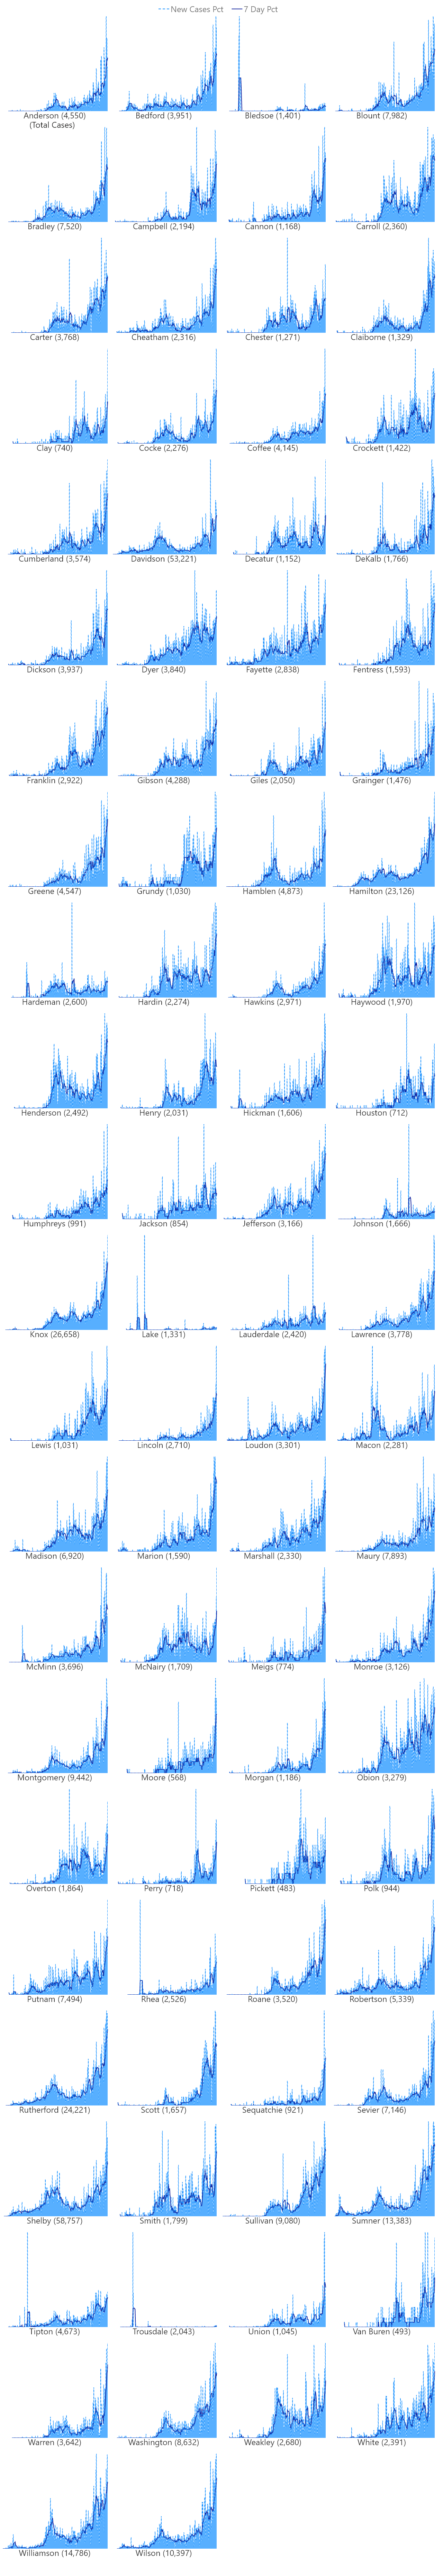 New Cases Pct 7 Day Pct
Anderson (4,550) Bedford (3,951) Bledsoe (1,401) Blount (7,982)
(Total Cases)
Bradley (7,520) Campbell (2,194) Cannon (1,168) Carroll (2,360)
Carter (3,768) Cheatham (2,316) Chester (1,271) Claiborne (1,329)
Clay (740) Cocke (2,276) Coffee (4,145) Crockett (1,422)
Cumberland (3,574) Davidson (53,221) Decatur (1,152) DeKalb (1,766)
Dickson (3,937) Dyer (3,840) Fayette (2,838) Fentress (1,593)
Franklin (2,922) Gibson (4,288) Giles (2,050) Grainger (1,476)
Greene (4,547) Grundy (1,030) Hamblen (4,873) Hamilton (23,126)
Hardeman (2,600) Hardin (2,274) Hawkins (2,971) Haywood (1,970)
Henderson (2,492) Henry (2,031) Hickman (1,606) Houston (712)
Humphreys (991) Jackson (854) Jefferson (3,166) Johnson (1,666)
Knox (26,658) Lake (1,331) Lauderdale (2,420) Lawrence (3,778)
Lewis (1,031) Lincoln (2,710) Loudon (3,301) Macon (2,281)
Madison (6,920) Marion (1,590) Marshall (2,330) Maury (7,893)
McMinn (3,696) McNairy (1,709) Meigs (774) Monroe (3,126)
Montgomery (9,442) Moore (568) Morgan (1,186) Obion (3,279)
Overton (1,864) Perry (718) Pickett (483) Polk (944)
Putnam (7,494) Rhea (2,526) Roane (3,520) Robertson (5,339)
Rutherford (24,221) Scott (1,657) Sequatchie (921) Sevier (7,146)
Shelby (58,757) Smith (1,799) Sullivan (9,080) Sumner (13,383)
Tipton (4,673) Trousdale (2,043) Union (1,045) Van Buren (493)
Warren (3,642) Washington (8,632) Weakley (2,680) White (2,391)
Williamson (14,786) Wilson (10,397)